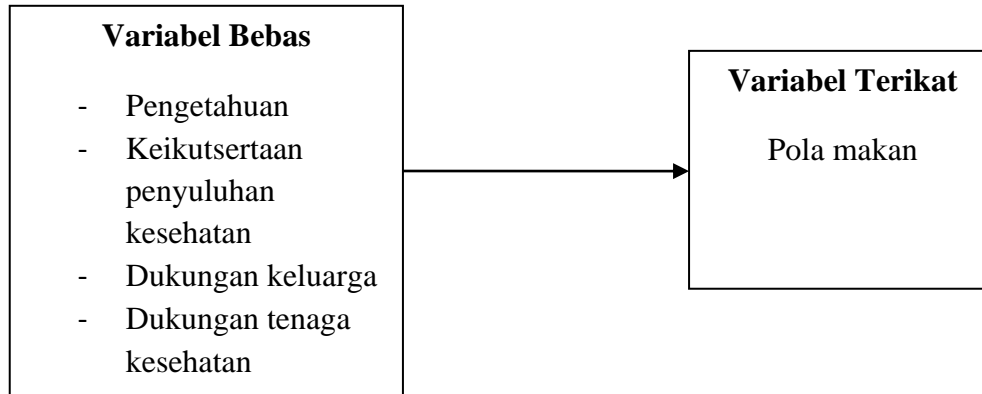 Variabel Bebas
- Pengetahuan
- Keikutsertaan
penyuluhan
kesehatan
- Dukungan keluarga
- Dukungan tenaga
kesehatan
Variabel Terikat
Pola makan